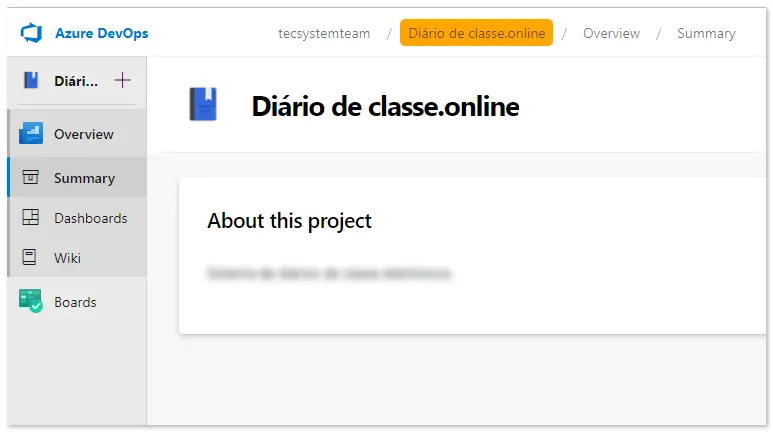 Azure DevOps
tecsystemteam / Diário de classe.online / Overview / Summary
Diári...
Diário de classe.online
Overview
Summary
Dashboards
Wiki
Boards
About this project